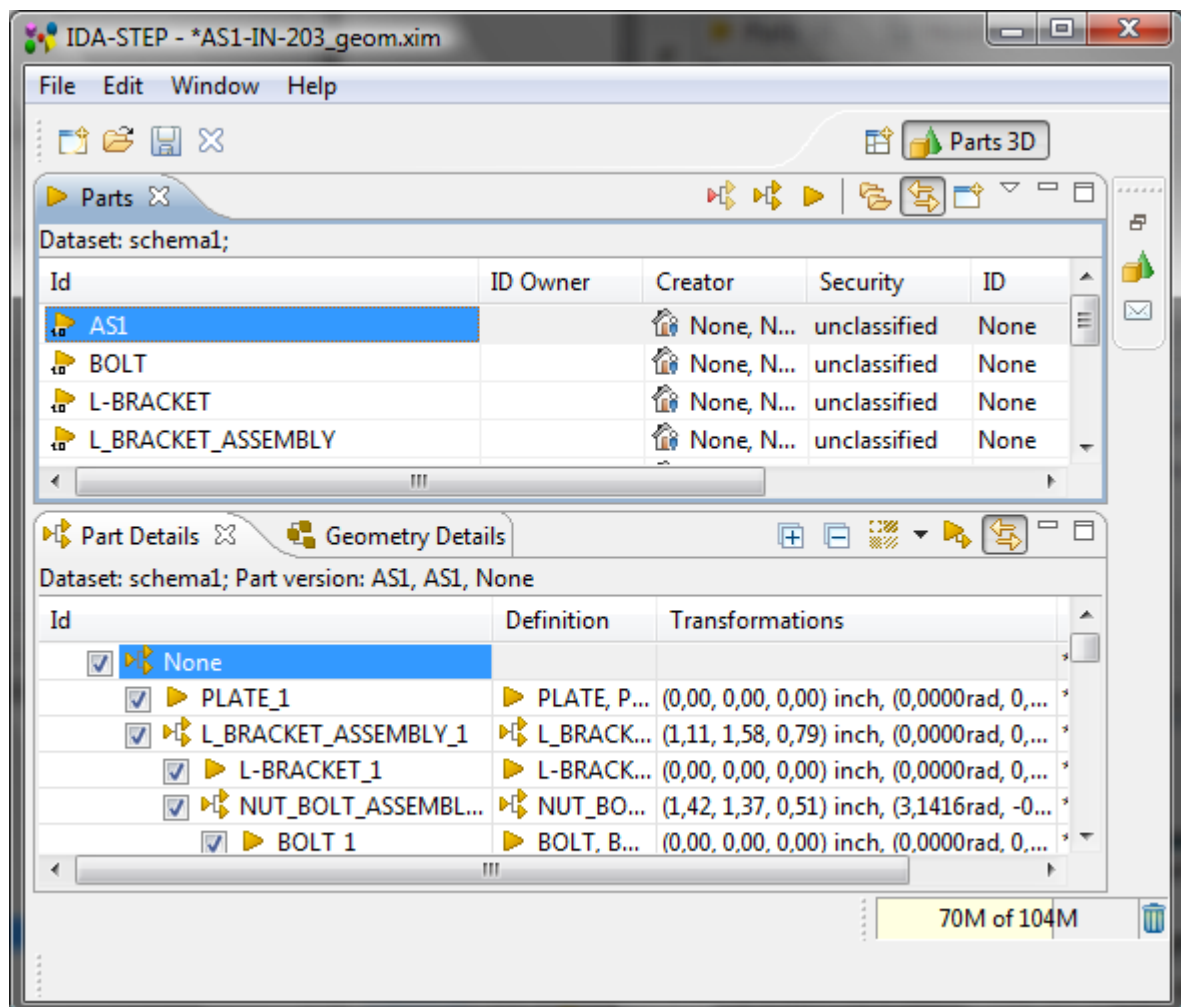 IDA-STEP - *AS1-IN-203_geom.xim
File Edit Window Help
Parts 3D
Parts
Dataset: schema1;
Id ID Owner Creator Security ID
AS1 None, N... unclassified None
BOLT None, N... unclassified None
L-BRACKET None, N... unclassified None
L_BRACKET_ASSEMBLY None, N... unclassified None
Part Details Geometry Details
Dataset: schema1; Part version: AS1, AS1, None
Id Definition Transformations
None *
PLATE_1 PLATE, P... (0,00, 0,00, 0,00) inch, (0,0000rad, 0,... *
L_BRACKET_ASSEMBLY_1 L_BRACK... (1,11, 1,58, 0,79) inch, (0,0000rad, 0,... *
L-BRACKET_1 L-BRACK... (0,00, 0,00, 0,00) inch, (0,0000rad, 0,... *
NUT_BOLT_ASSEMBL... NUT_BO... (1,42, 1,37, 0,51) inch, (3,1416rad, -0... *
BOLT 1 BOLT, B... (0,00, 0,00, 0,00) inch, (0,0000rad, 0,... *
70M of 104M